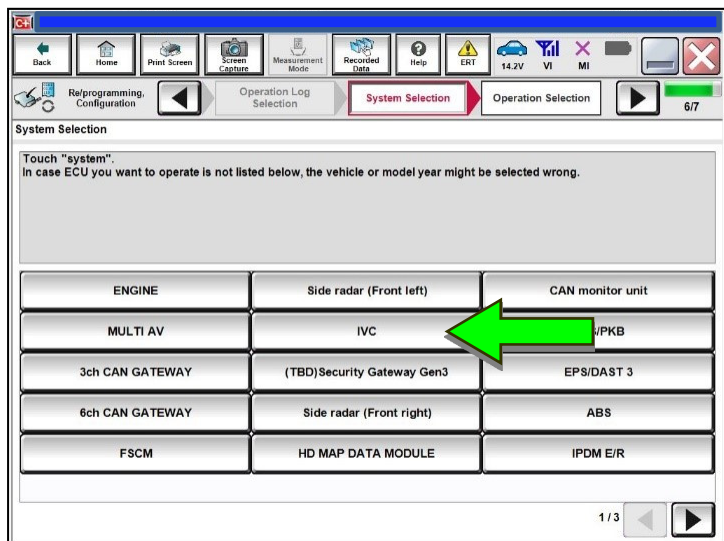 C+
Back
Home
Print Screen
Screen Capture
Measurement Mode
Recorded Data
Help
ERT
14.2V
VI
MI
Re/programming, Configuration
Operation Log Selection
System Selection
Operation Selection
6/7
System Selection
Touch "system".
In case ECU you want to operate is not listed below, the vehicle or model year might be selected wrong.
ENGINE
Side radar (Front left)
CAN monitor unit
MULTI AV
IVC
/PKB
3ch CAN GATEWAY
(TBD)Security Gateway Gen3
EPS/DAST 3
6ch CAN GATEWAY
Side radar (Front right)
ABS
FSCM
HD MAP DATA MODULE
IPDM E/R
1/3